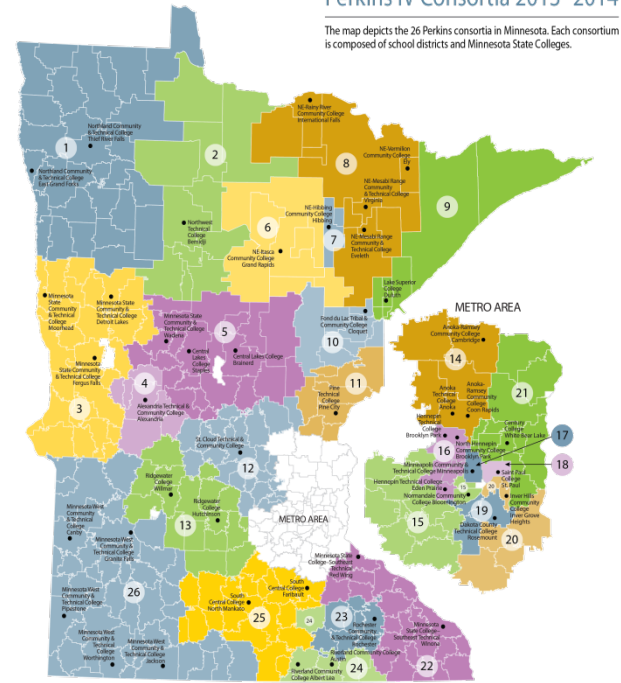 Perkins IV Consortia 2013–2014
The map depicts the 26 Perkins consortia in Minnesota. Each consortium
is composed of school districts and Minnesota State Colleges.
1
Northland Community
& Technical College
Thief River Falls
Northland Community
& Technical College
East Grand Forks
2
Northwest
Technical
College
Bemidji
NE-Rainy River
Community College
International Falls
8
NE-Vermilion
Community College
Ely
NE-Mesabi Range
Community
& Technical College
Virginia
NE-Mesabi Range
Community &
Technical College
Eveleth
9
Lake Superior
College
Duluth
6
NE-Hibbing
Community College
Hibbing
NE-Itasca
Community College
Grand Rapids
7
Minnesota
State
Community
& Technical
College
Moorhead
Minnesota State
Community &
Technical College
Detroit Lakes
Minnesota
State Community
& Technical College
Fergus Falls
3
Minnesota State
Community &
Technical College
Wadena
5
Central
Lakes
College
Staples
Central Lakes College
Brainerd
4
Alexandria Technical &
Community College
Alexandria
Fond du Lac Tribal &
Community College
Cloquet
10
11
Pine
Technical
College
Pine City
St. Cloud Technical &
Community College
12
Ridgewater
College
Willmar
Ridgewater
College
Hutchinson
13
METRO AREA
Minnesota West
Community
& Technical
College
Canby
Minnesota West
Community &
Technical College
Granite Falls
26
Minnesota West
Community &
Technical College
Pipestone
Minnesota West
Community &
Technical
College
Worthington
Minnesota West
Community &
Technical College
Jackson
South
Central College
North Mankato
South
Central College
Faribault
25
24
Minnesota State
College–Southeast
Technical
Red Wing
23
Rochester
Community
& Technical College
Rochester
Riverland Community College
Austin
Riverland Community
College Albert Lea
24
Minnesota
State College–
Southeast Technical
Winona
22
METRO AREA
Anoka-Ramsey
Community College
Cambridge
14
Anoka
Technical
College
Anoka
Anoka-
Ramsey
Community
College
Coon Rapids
21
Century
College
White Bear Lake
17
18
Hennepin
Technical College
Brooklyn Park
North Hennepin
Community College
Brooklyn Park
16
Minneapolis Community &
Technical College Minneapolis
Saint Paul
College
St. Paul
Hennepin Technical College
Eden Prairie
Normandale Community
College Bloomington
15
15
20
Inver Hills
Community
College
Inver Grove
Heights
19
Dakota County
Technical College
Rosemount
20